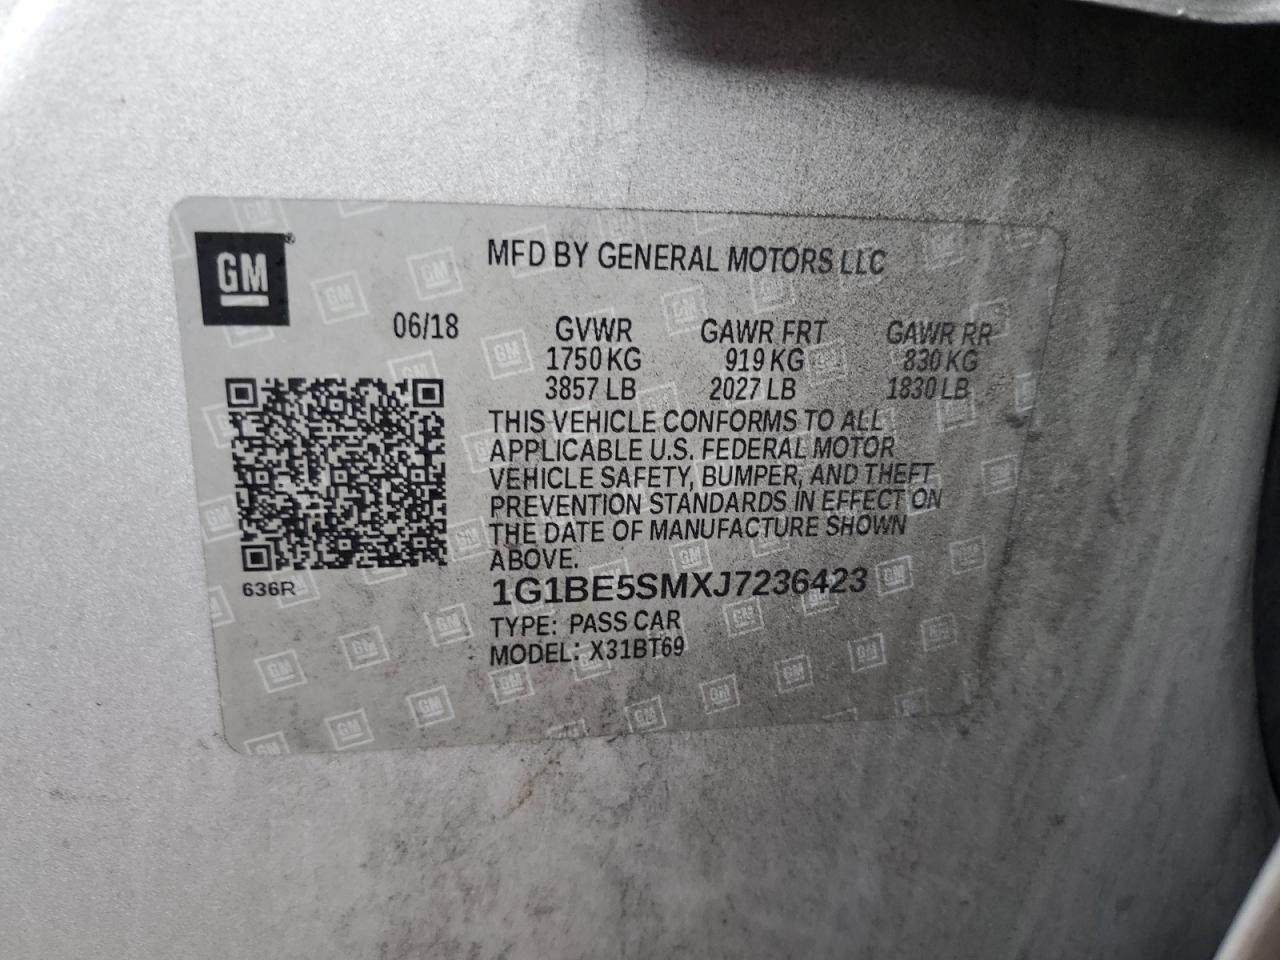 GM
MFD BY GENERAL MOTORS LLC
06/18
GVWR GAWR FRT GAWR RR
1750 KG 919 KG 830 KG
3857 LB 2027 LB 1830 LB
THIS VEHICLE CONFORMS TO ALL
APPLICABLE U.S. FEDERAL MOTOR
VEHICLE SAFETY, BUMPER, AND THEFT
PREVENTION STANDARDS IN EFFECT ON
THE DATE OF MANUFACTURE SHOWN
ABOVE.
636R
1G1BE5SMXJ7236423
TYPE: PASS CAR
MODEL: X31BT69